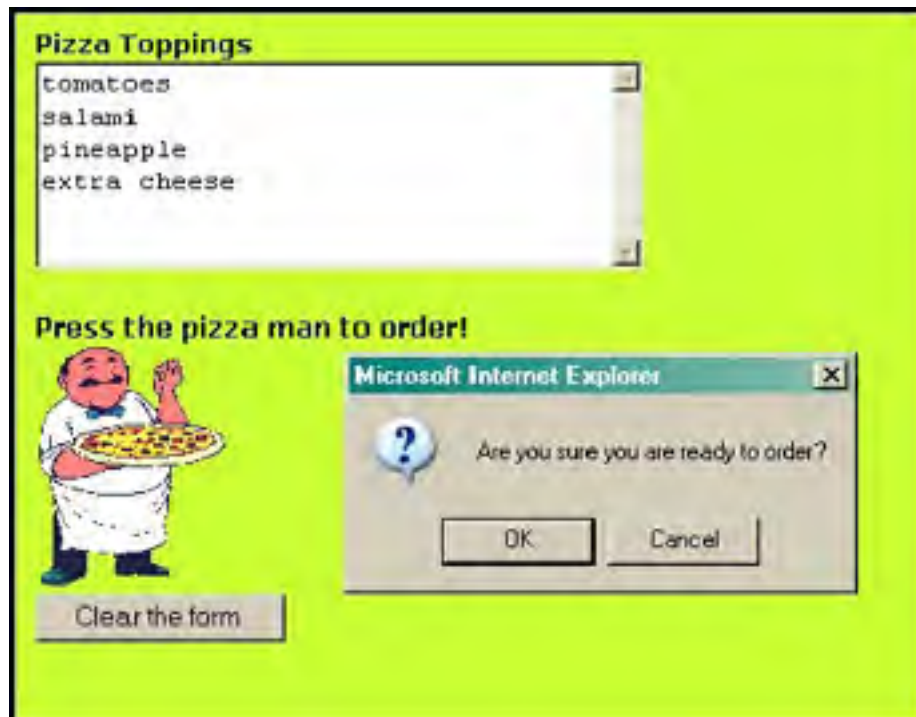 Pizza Toppings
tomatoes
salami
pineapple
extra cheese
Press the pizza man to order!
Microsoft Internet Explorer
?
Are you sure you are ready to order?
OK
Cancel
Clear the form